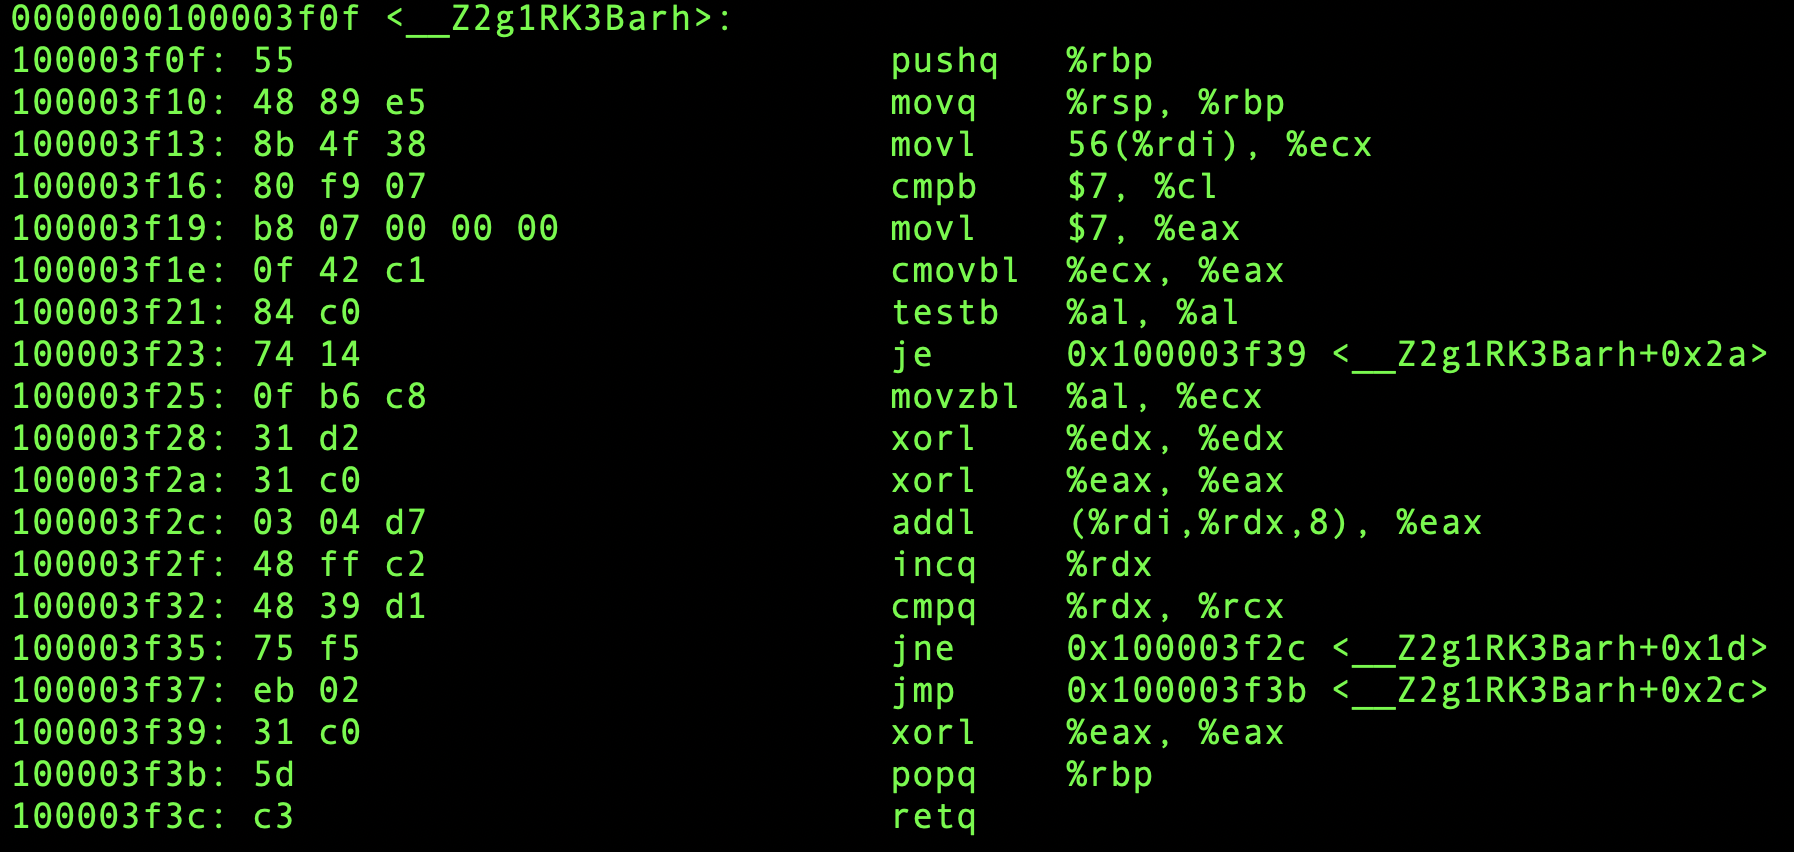 0000000100003f0f <__Z2g1RK3Barh>:
100003f0f: 55 pushq %rbp
100003f10: 48 89 e5 movq %rsp, %rbp
100003f13: 8b 4f 38 movl 56(%rdi), %ecx
100003f16: 80 f9 07 cmpb $7, %cl
100003f19: b8 07 00 00 00 movl $7, %eax
100003f1e: 0f 42 c1 cmovbl %ecx, %eax
100003f21: 84 c0 testb %al, %al
100003f23: 74 14 je 0x100003f39 <__Z2g1RK3Barh+0x2a>
100003f25: 0f b6 c8 movzbl %al, %ecx
100003f28: 31 d2 xorl %edx, %edx
100003f2a: 31 c0 xorl %eax, %eax
100003f2c: 03 04 d7 addl (%rdi,%rdx,8), %eax
100003f2f: 48 ff c2 incq %rdx
100003f32: 48 39 d1 cmpq %rdx, %rcx
100003f35: 75 f5 jne 0x100003f2c <__Z2g1RK3Barh+0x1d>
100003f37: eb 02 jmp 0x100003f3b <__Z2g1RK3Barh+0x2c>
100003f39: 31 c0 xorl %eax, %eax
100003f3b: 5d popq %rbp
100003f3c: c3 retq